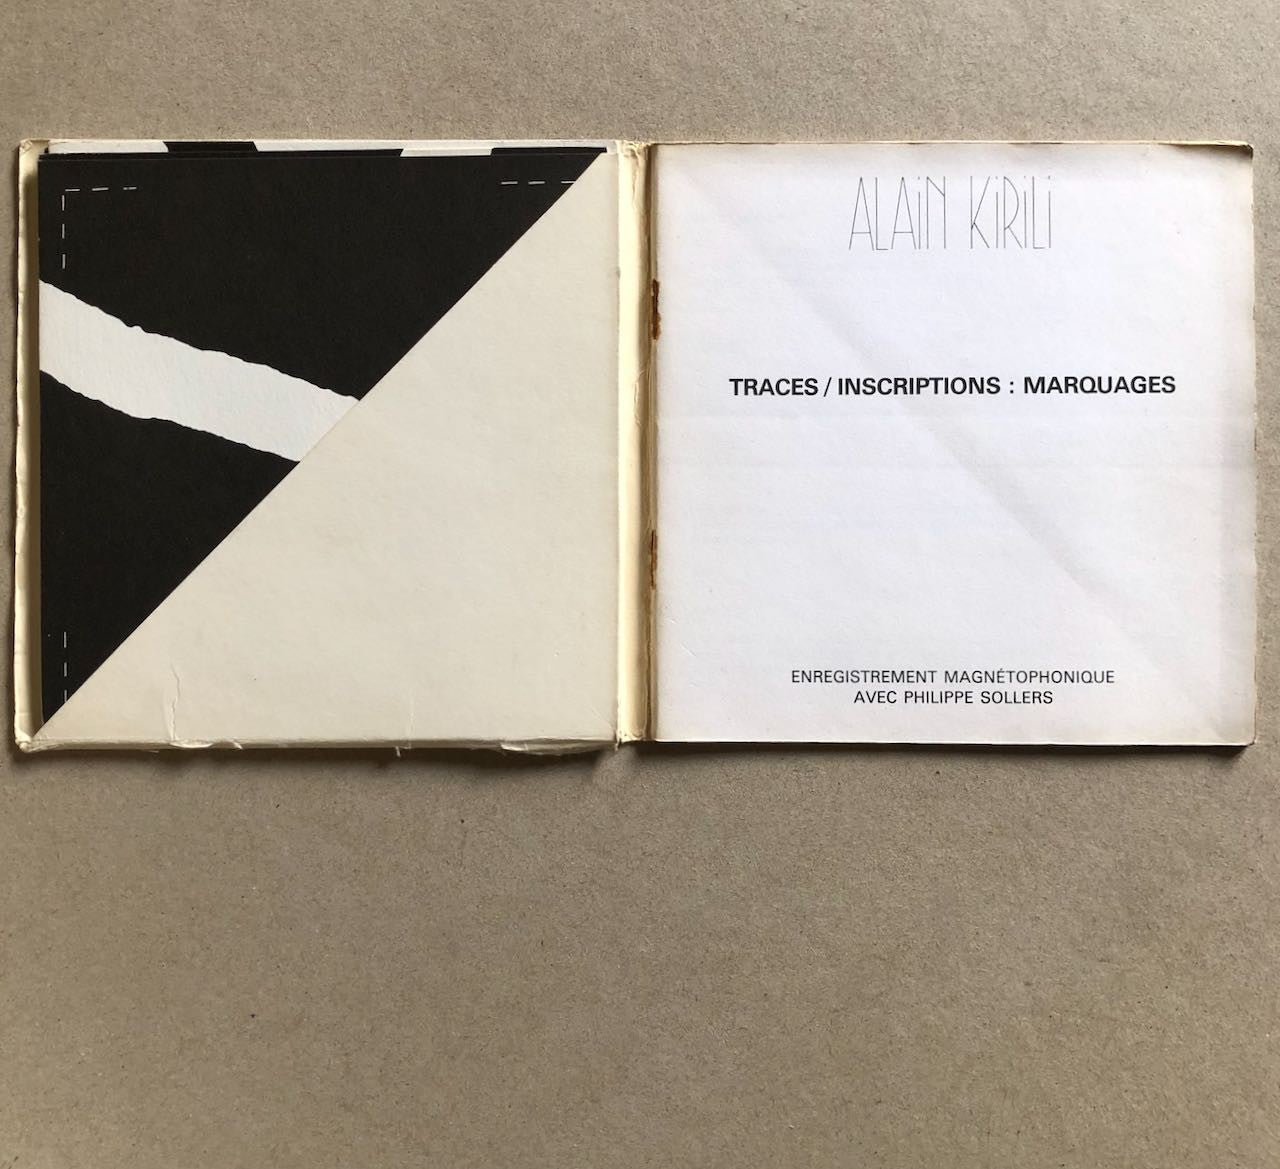 ALAiN KiRiLi
TRACES / INSCRIPTIONS : MARQUAGES
ENREGISTREMENT MAGNÉTOPHONIQUE
AVEC PHILIPPE SOLLERS